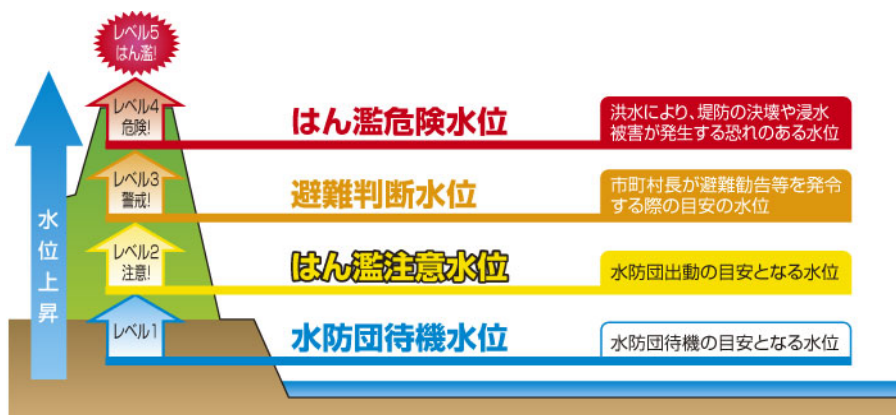 レベル5
はん濫!
レベル4
危険!
はん濫危険水位
洪水により、堤防の決壊や浸水
被害が発生する恐れのある水位
レベル3
警戒!
避難判断水位
市町村長が避難勧告等を発令
する際の目安の水位
レベル2
注意!
はん濫注意水位
水防団出動の目安となる水位
レベル1
水防団待機水位
水防団待機の目安となる水位
水位上昇